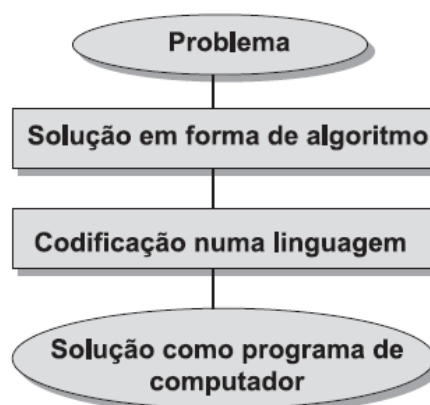 Problema
Solução em forma de algoritmo
Codificação numa linguagem
Solução como programa de
computador